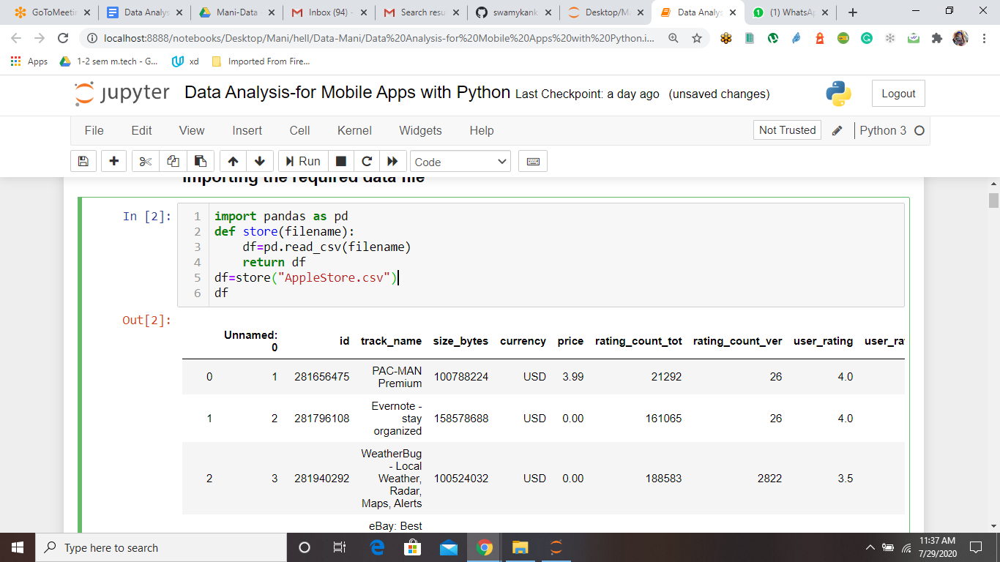 GoToMeetin
Data Analys
Mani-Data
Inbox (94) -
Search resu
swamykank
Desktop/Ma
Data Analys
(1) WhatsAp
localhost:8888/notebooks/Desktop/Mani/hell/Data-Mani/Data%20Analysis-for%20Mobile%20Apps%20with%20Python.i...
Apps
1-2 sem m.tech - G...
xd
Imported From Fire...
jupyter Data Analysis-for Mobile Apps with Python Last Checkpoint: a day ago (unsaved changes)
Logout
File Edit View Insert Cell Kernel Widgets Help
Not Trusted
Python 3
Run
Code
Importing the required data file
In [2]:
1 import pandas as pd
2 def store(filename):
3     df=pd.read_csv(filename)
4     return df
5 df=store("AppleStore.csv")
6 df
Out[2]:
Unnamed: 0 id track_name size_bytes currency price rating_count_tot rating_count_ver user_rating user_ra
0 1 281656475 PAC-MAN Premium 100788224 USD 3.99 21292 26 4.0
1 2 281796108 Evernote - stay organized 158578688 USD 0.00 161065 26 4.0
2 3 281940292 WeatherBug - Local Weather, Radar, Maps, Alerts 100524032 USD 0.00 188583 2822 3.5
eBay: Best
Type here to search
11:37 AM
7/29/2020